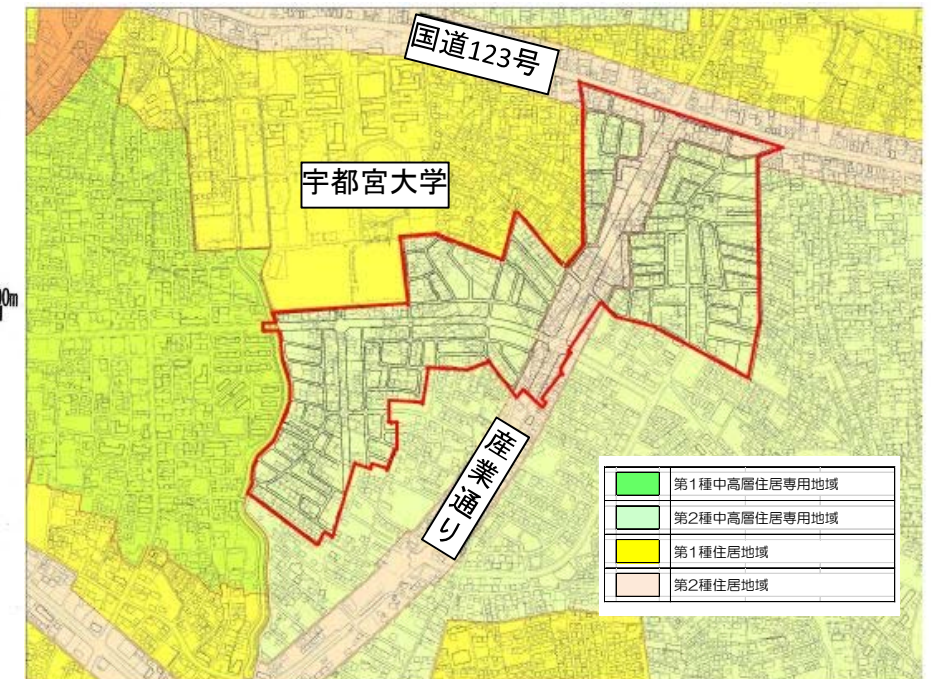 国道123号
宇都宮大学
0m
産業通り
第1種中高層住居専用地域
第2種中高層住居専用地域
第1種住居地域
第2種住居地域